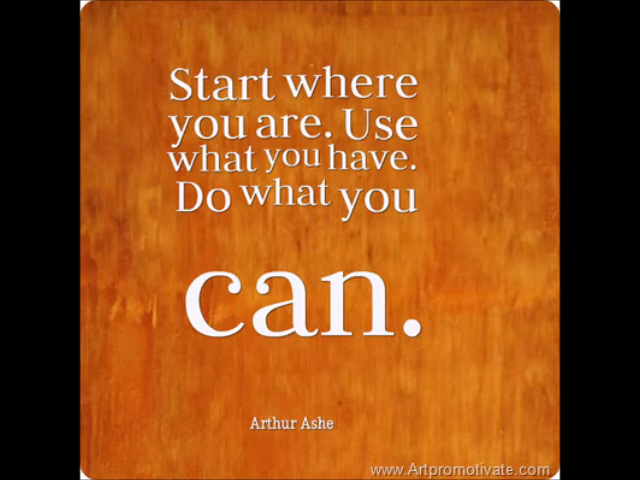 Start where
you are. Use
what you have.
Do what you
can.
Arthur Ashe
www.Artpromotivate.com